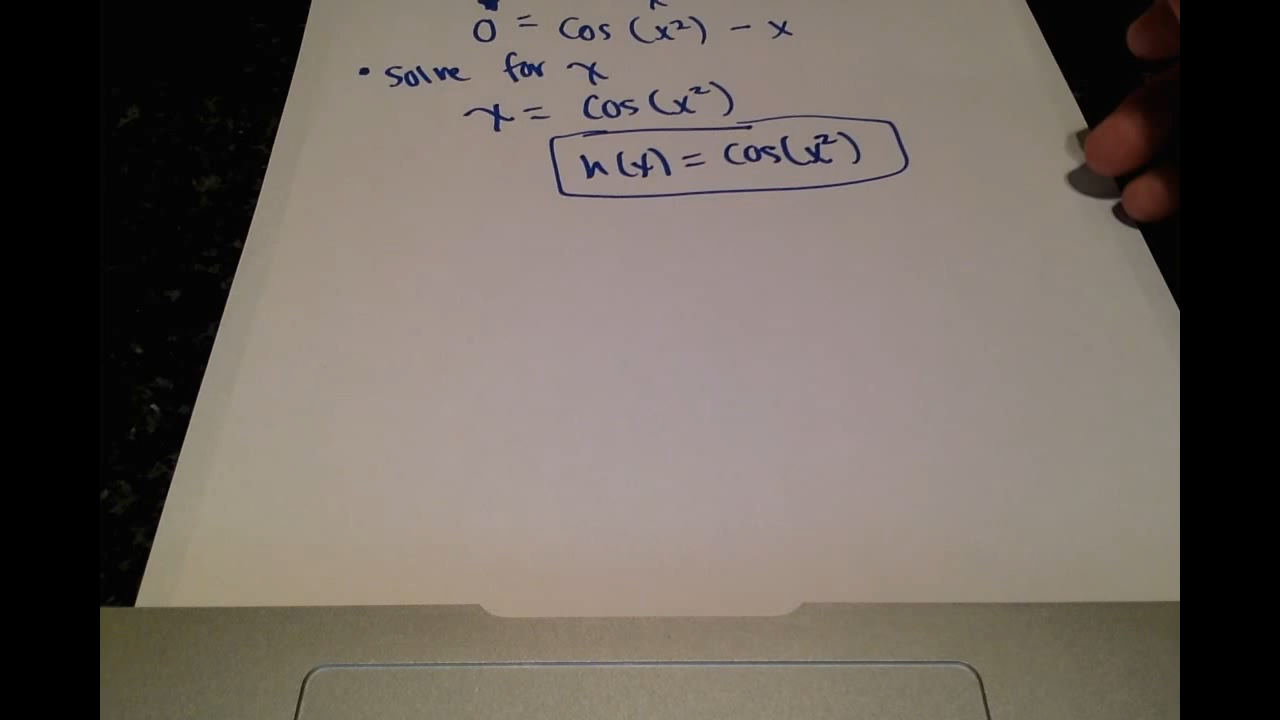 0 = cos (x²) - x
• solve for x
x = cos(x²)
h(x) = cos(x²)